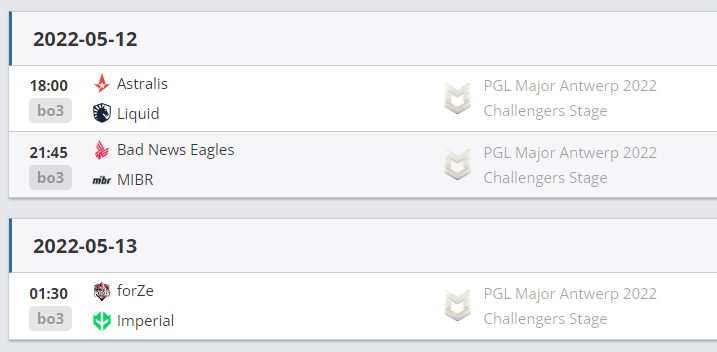 2022-05-12
18:00 Astralis PGL Major Antwerp 2022
bo3 Liquid Challengers Stage
21:45 Bad News Eagles PGL Major Antwerp 2022
bo3 mibr MIBR Challengers Stage
2022-05-13
01:30 forZe PGL Major Antwerp 2022
bo3 Imperial Challengers Stage